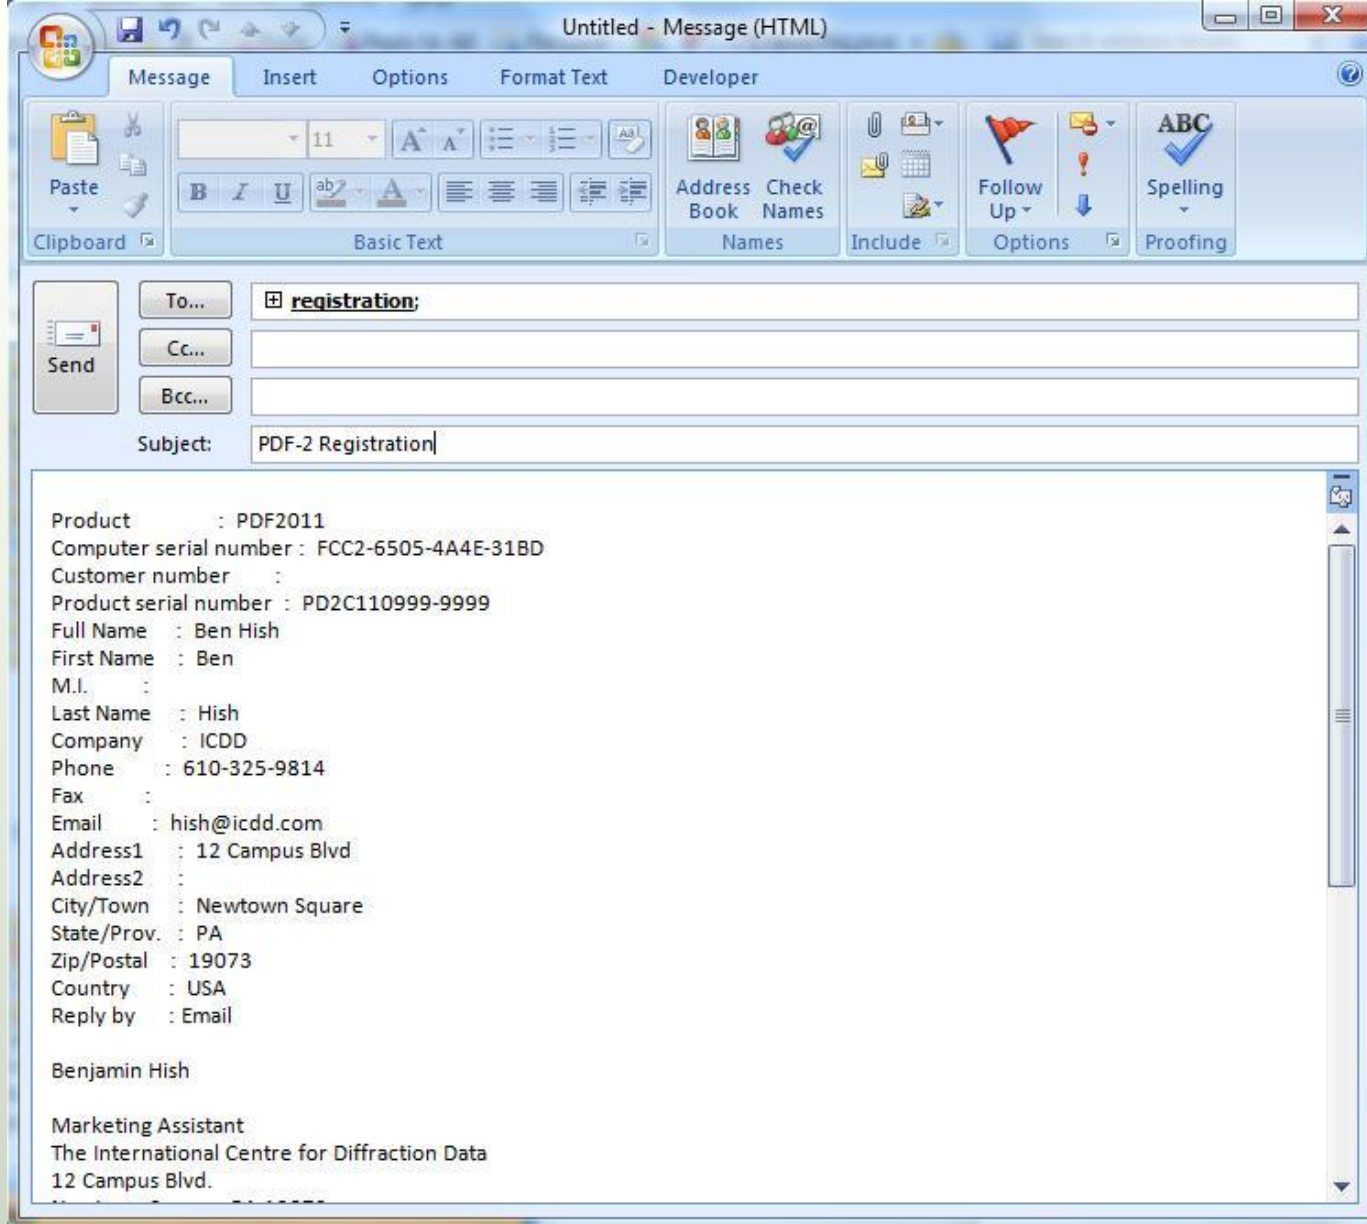 Untitled - Message (HTML)
Message Insert Options Format Text Developer
11
ABC
Paste
Address Book
Check Names
Follow Up
Spelling
Clipboard Basic Text Names Include Options Proofing
To... registration;
Cc...
Send
Bcc...
Subject: PDF-2 Registration
Product : PDF2011
Computer serial number : FCC2-6505-4A4E-31BD
Customer number :
Product serial number : PD2C110999-9999
Full Name : Ben Hish
First Name : Ben
M.I. :
Last Name : Hish
Company : ICDD
Phone : 610-325-9814
Fax :
Email : hish@icdd.com
Address1 : 12 Campus Blvd
Address2 :
City/Town : Newtown Square
State/Prov. : PA
Zip/Postal : 19073
Country : USA
Reply by : Email
Benjamin Hish
Marketing Assistant
The International Centre for Diffraction Data
12 Campus Blvd.